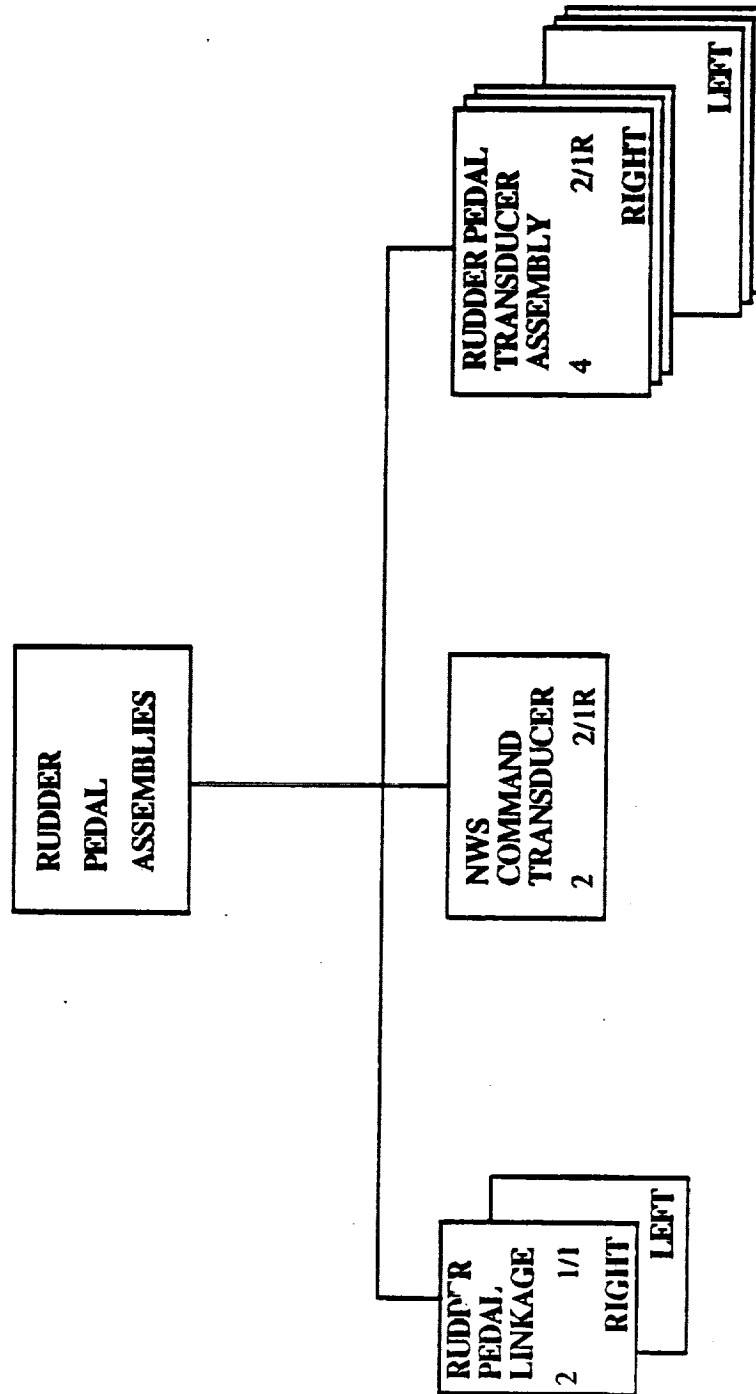 RUDDER
PEDAL
ASSEMBLIES
RUDDER
PEDAL
LINKAGE
2 1/1
RIGHT
LEFT
NWS
COMMAND
TRANSDUCER
2 2/1R
RUDDER PEDAL
TRANSDUCER
ASSEMBLY
4 2/1R
RIGHT
LEFT